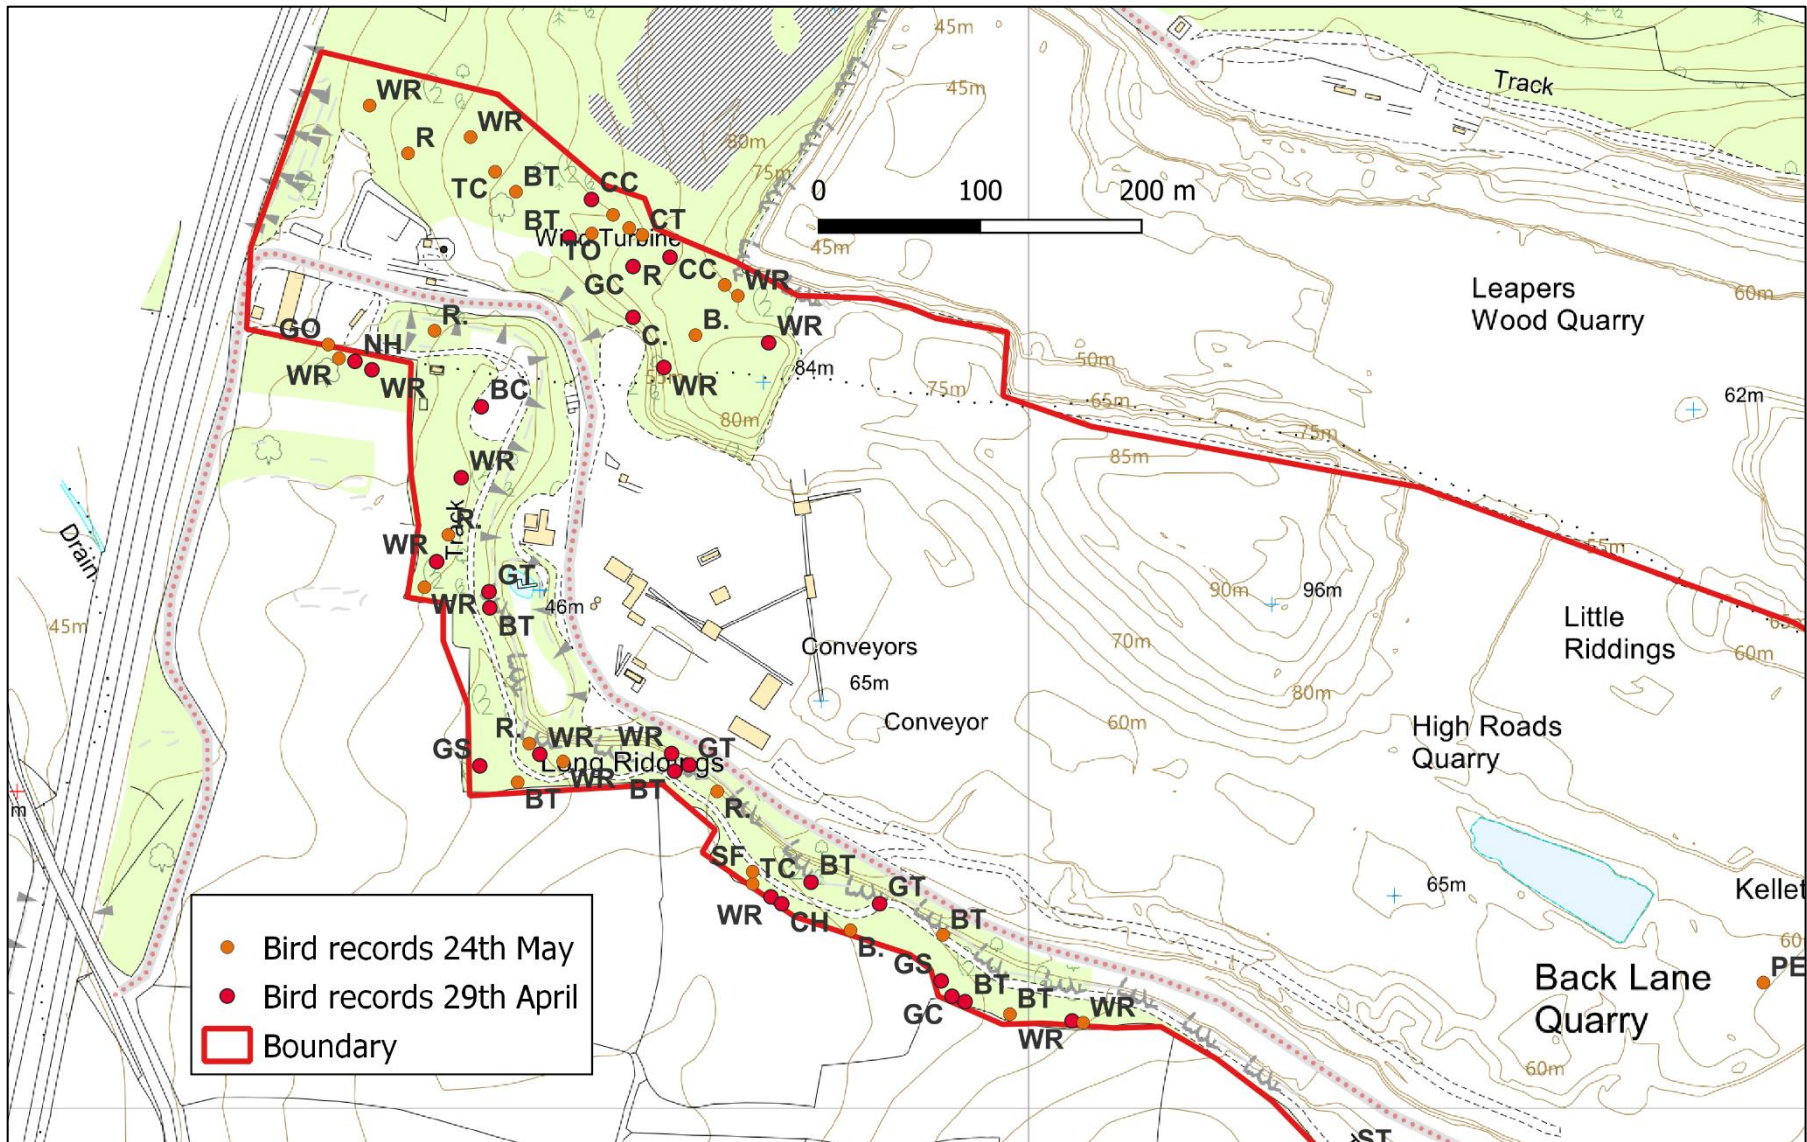 45m
Track
WR
WR
45m
R
80m
75m
BT
TC
CC
0
100
200 m
BT
CT
Wind Turbine
45m
TO
R
CC
GC
WR
Leapers
Wood Quarry
60m
R.
B.
WR
GO
NH
C.
50m
WR
WR
55m
WR
84m
75m
65m
62m
BC
80m
75m
85m
WR
R.
Track
Drain
WR
55m
GT
90m
96m
WR
46m
BT
45m
Little
Riddings
65m
60m
70m
Conveyors
65m
80m
Conveyor
60m
High Roads
Quarry
R.
WR
WR
GS
GT
Long Riddings
WR
BT
BT
R.
m
SF
TC
BT
GT
65m
Kellet
WR
CH
BT
B.
60
GS
Back Lane
Quarry
PE
BT
BT
GC
WR
WR
60m
ST
Bird records 24th May
Bird records 29th April
Boundary